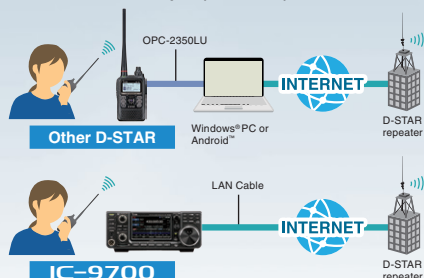 OPC-2350LU
INTERNET
Other D-STAR
Windows® PC or
Android™
D-STAR
repeater
LAN Cable
INTERNET
IC-9700
D-STAR
repeater